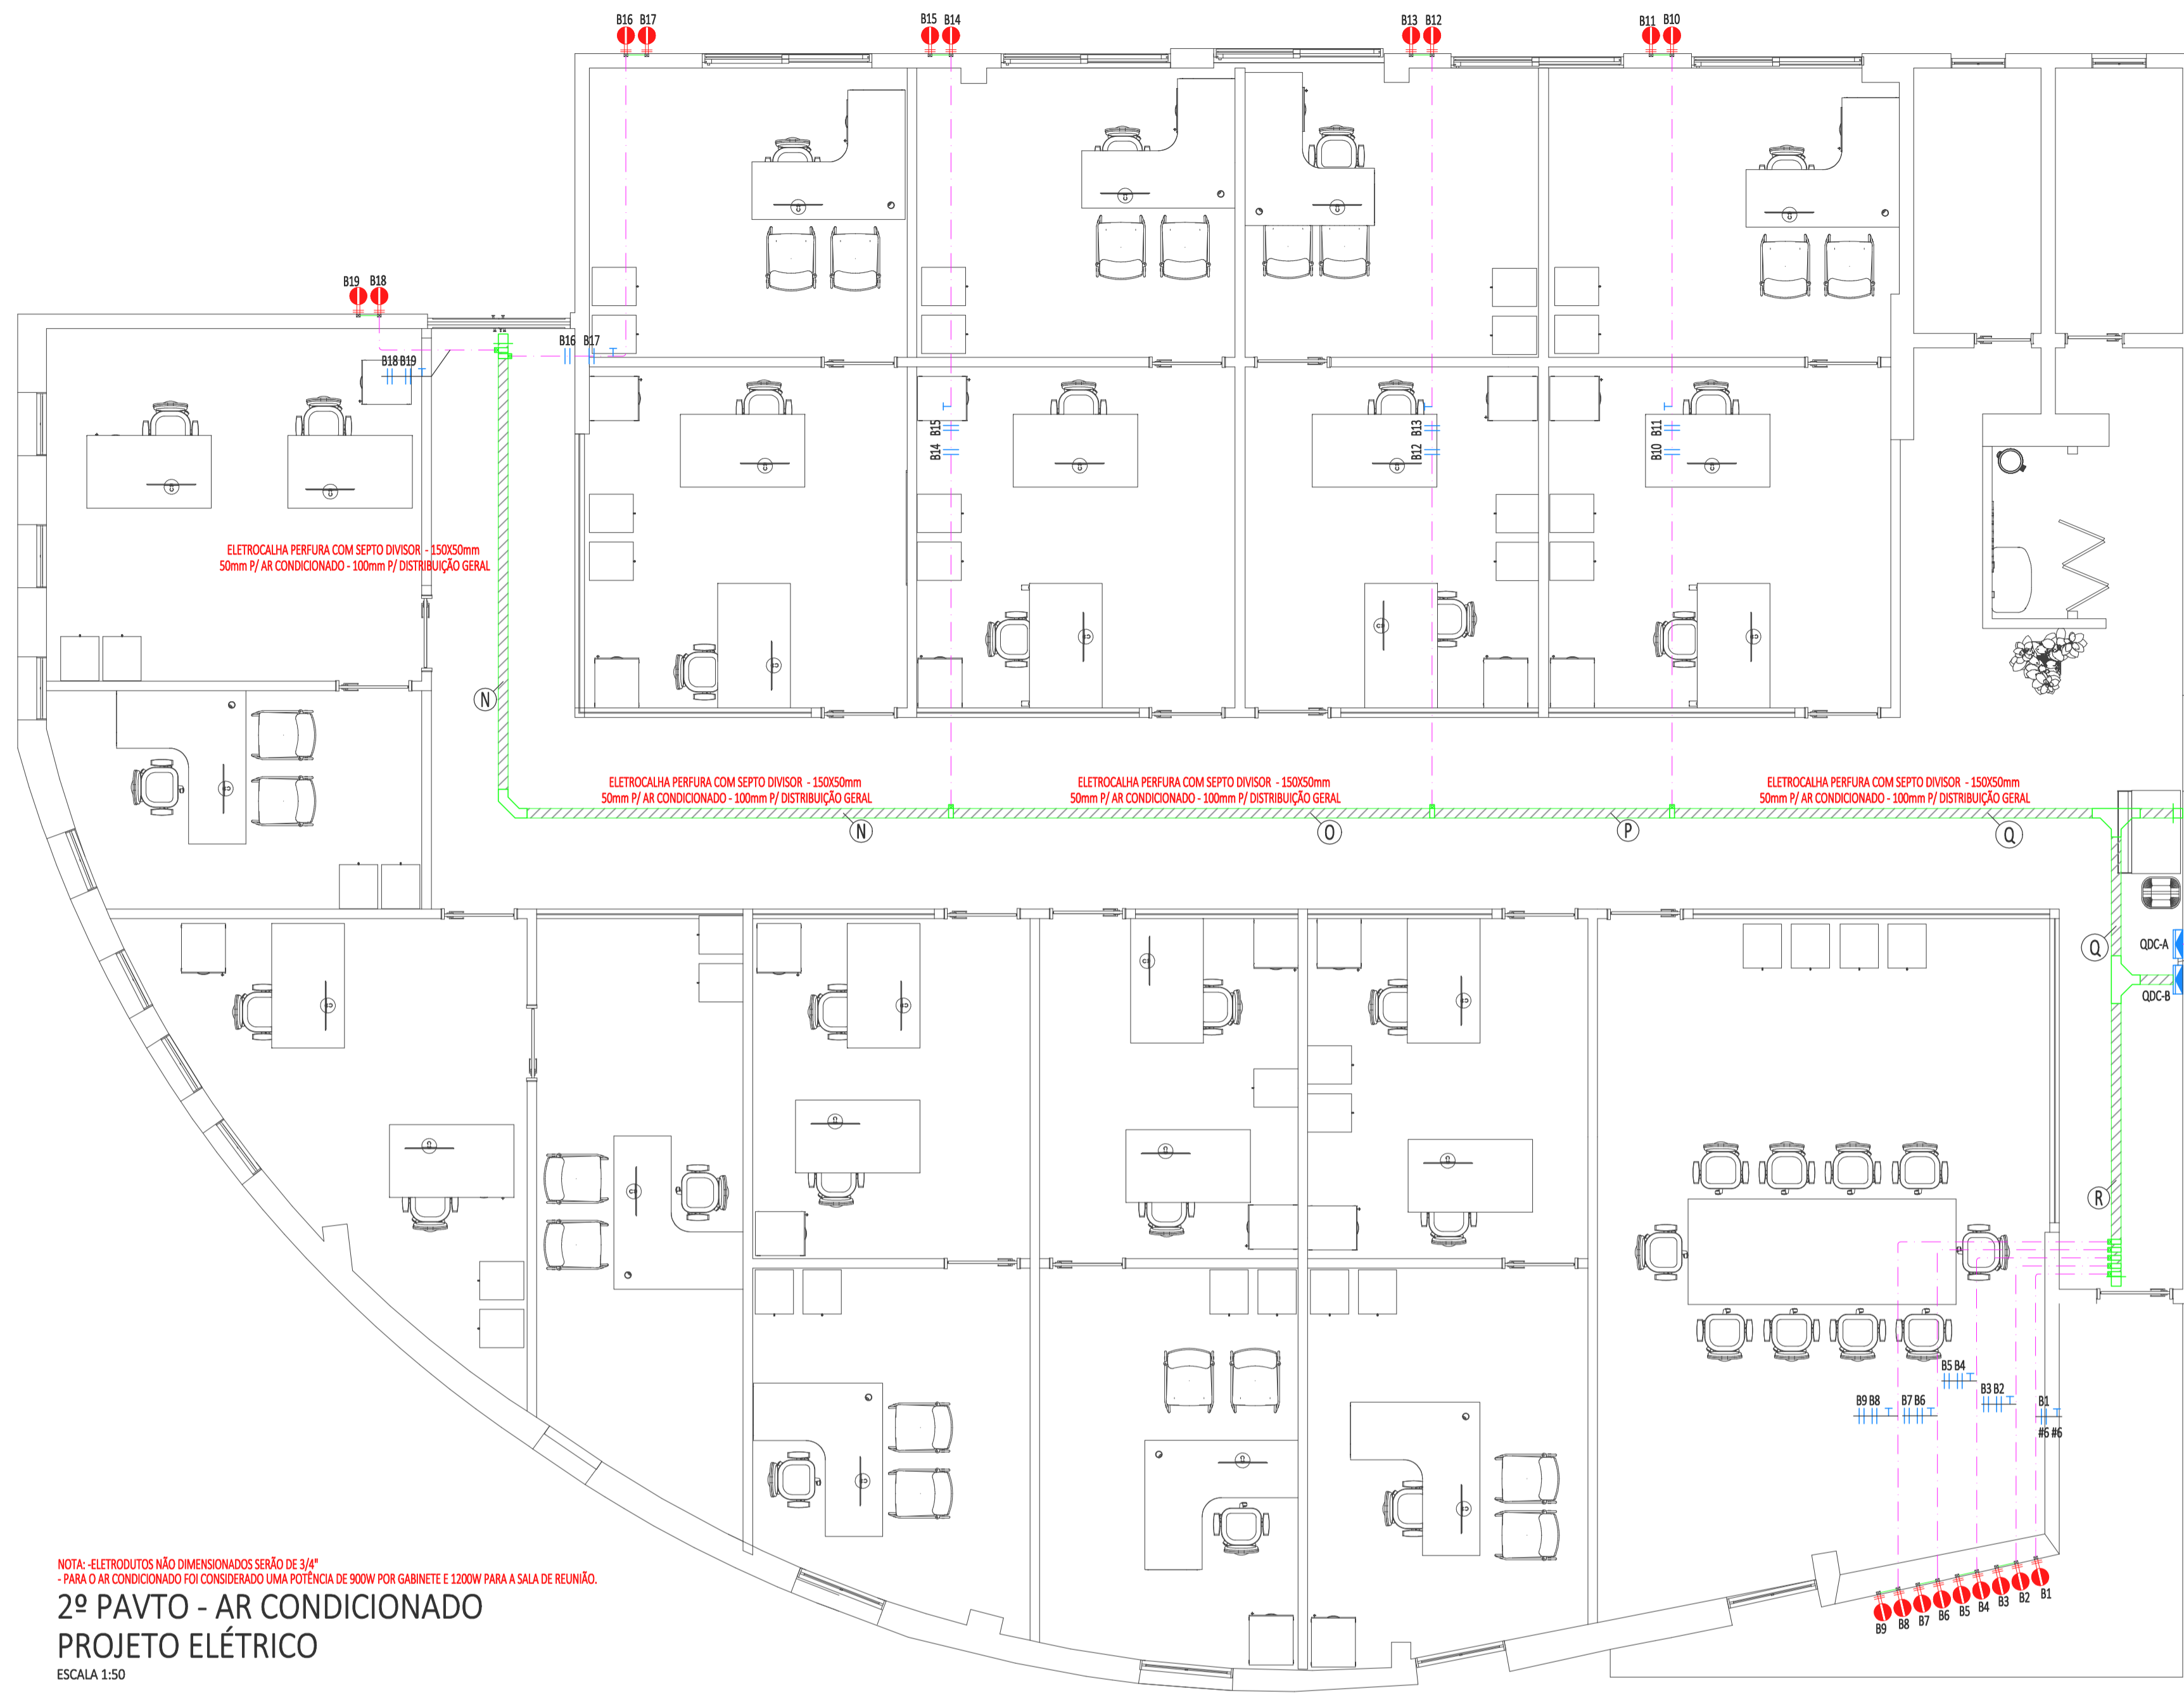 B16 B17
B15 B14
B13 B12
B11 B10
B19 B18
B16 B17
B18 B19
B15
B14
B13
B12
B11
B10
ELETROCALHA PERFURA COM SEPTO DIVISOR - 150X50mm
50mm P/ AR CONDICIONADO - 100mm P/ DISTRIBUIÇÃO GERAL
N
ELETROCALHA PERFURA COM SEPTO DIVISOR - 150X50mm
50mm P/ AR CONDICIONADO - 100mm P/ DISTRIBUIÇÃO GERAL
ELETROCALHA PERFURA COM SEPTO DIVISOR - 150X50mm
50mm P/ AR CONDICIONADO - 100mm P/ DISTRIBUIÇÃO GERAL
ELETROCALHA PERFURA COM SEPTO DIVISOR - 150X50mm
50mm P/ AR CONDICIONADO - 100mm P/ DISTRIBUIÇÃO GERAL
N
O
P
Q
Q
QDC-A
QDC-B
R
B5 B4
B3 B2
B9 B8
B7 B6
B1
#6 #6
B9
B8
B7
B6
B5
B4
B3
B2
B1
NOTA: -ELETRODUTOS NÃO DIMENSIONADOS SERÃO DE 3/4"
- PARA O AR CONDICIONADO FOI CONSIDERADO UMA POTÊNCIA DE 900W POR GABINETE E 1200W PARA A SALA DE REUNIÃO.
2º PAVTO - AR CONDICIONADO
PROJETO ELÉTRICO
ESCALA 1:50